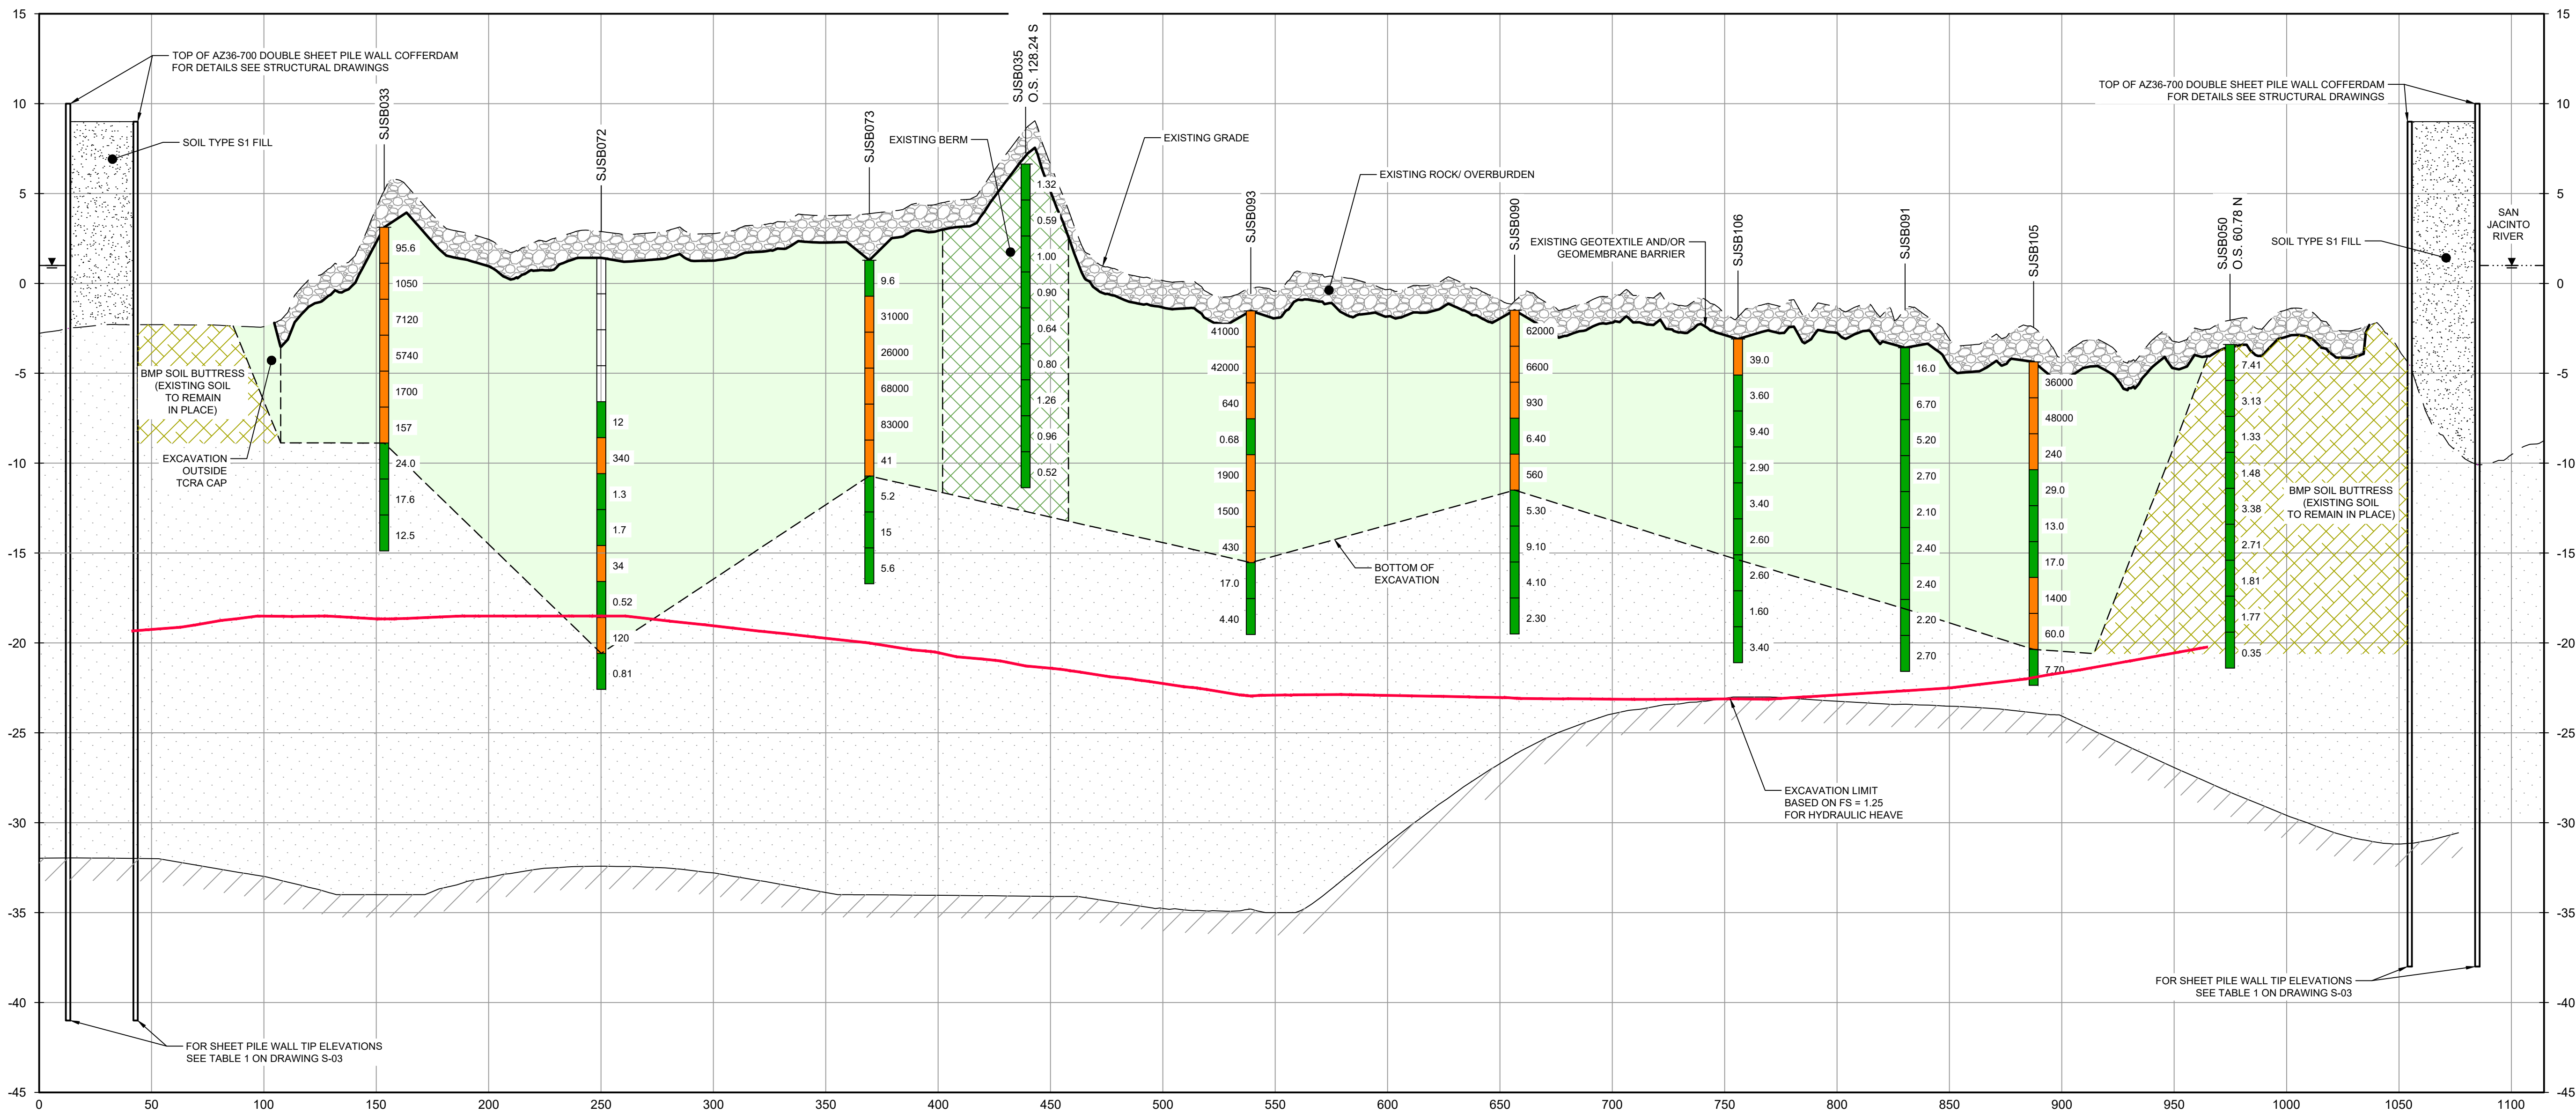 15
10
5
0
-5
-10
-15
-20
-25
-30
-35
-40
-45
TOP OF AZ36-700 DOUBLE SHEET PILE WALL COFFERDAM
FOR DETAILS SEE STRUCTURAL DRAWINGS
SOIL TYPE S1 FILL
BMP SOIL BUTTRESS
(EXISTING SOIL
TO REMAIN
IN PLACE)
EXCAVATION
OUTSIDE
TCRA CAP
FOR SHEET PILE WALL TIP ELEVATIONS
SEE TABLE 1 ON DRAWING S-03
SJSB033
95.6
1050
7120
5740
1700
157
24.0
17.6
12.5
SJSB072
12
340
1.3
1.7
34
0.52
120
0.81
SJSB073
9.6
31000
26000
68000
83000
41
5.2
15
5.6
EXISTING BERM
SJSB035
O.S. 128.24 S
1.32
0.59
1.00
0.90
0.64
0.80
1.26
0.96
0.52
EXISTING GRADE
SJSB093
41000
42000
640
0.68
1900
1500
430
17.0
4.40
EXISTING ROCK/ OVERBURDEN
BOTTOM OF
EXCAVATION
SJSB090
62000
6600
930
6.40
560
5.30
9.10
4.10
2.30
EXISTING GEOTEXTILE AND/OR
GEOMEMBRANE BARRIER
SJSB106
39.0
3.60
9.40
2.90
3.40
2.60
2.60
1.60
3.40
EXCAVATION LIMIT
BASED ON FS = 1.25
FOR HYDRAULIC HEAVE
SJSB091
16.0
6.70
5.20
2.70
2.10
2.40
2.40
2.20
2.70
SJSB105
36000
48000
240
29.0
13.0
17.0
1400
60.0
7.70
SJSB050
O.S. 60.78 N
7.41
3.13
1.33
1.48
3.38
2.71
1.81
1.77
0.35
TOP OF AZ36-700 DOUBLE SHEET PILE WALL COFFERDAM
FOR DETAILS SEE STRUCTURAL DRAWINGS
SOIL TYPE S1 FILL
SAN
JACINTO
RIVER
BMP SOIL BUTTRESS
(EXISTING SOIL
TO REMAIN IN PLACE)
FOR SHEET PILE WALL TIP ELEVATIONS
SEE TABLE 1 ON DRAWING S-03
15
10
5
0
-5
-10
-15
-20
-25
-30
-35
-40
-45
0 50 100 150 200 250 300 350 400 450 500 550 600 650 700 750 800 850 900 950 1000 1050 1100